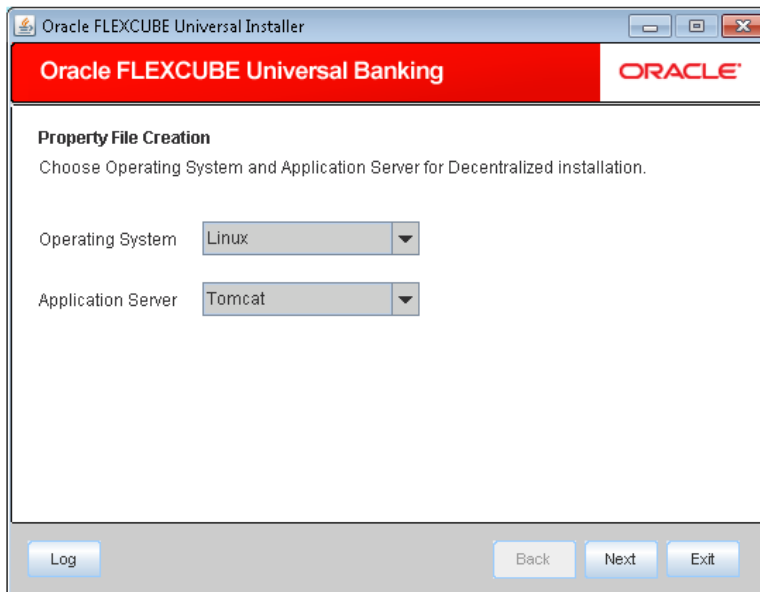 Oracle FLEXCUBE Universal Installer
Oracle FLEXCUBE Universal Banking
ORACLE
Property File Creation
Choose Operating System and Application Server for Decentralized installation.
Operating System Linux
Application Server Tomcat
Log Back Next Exit